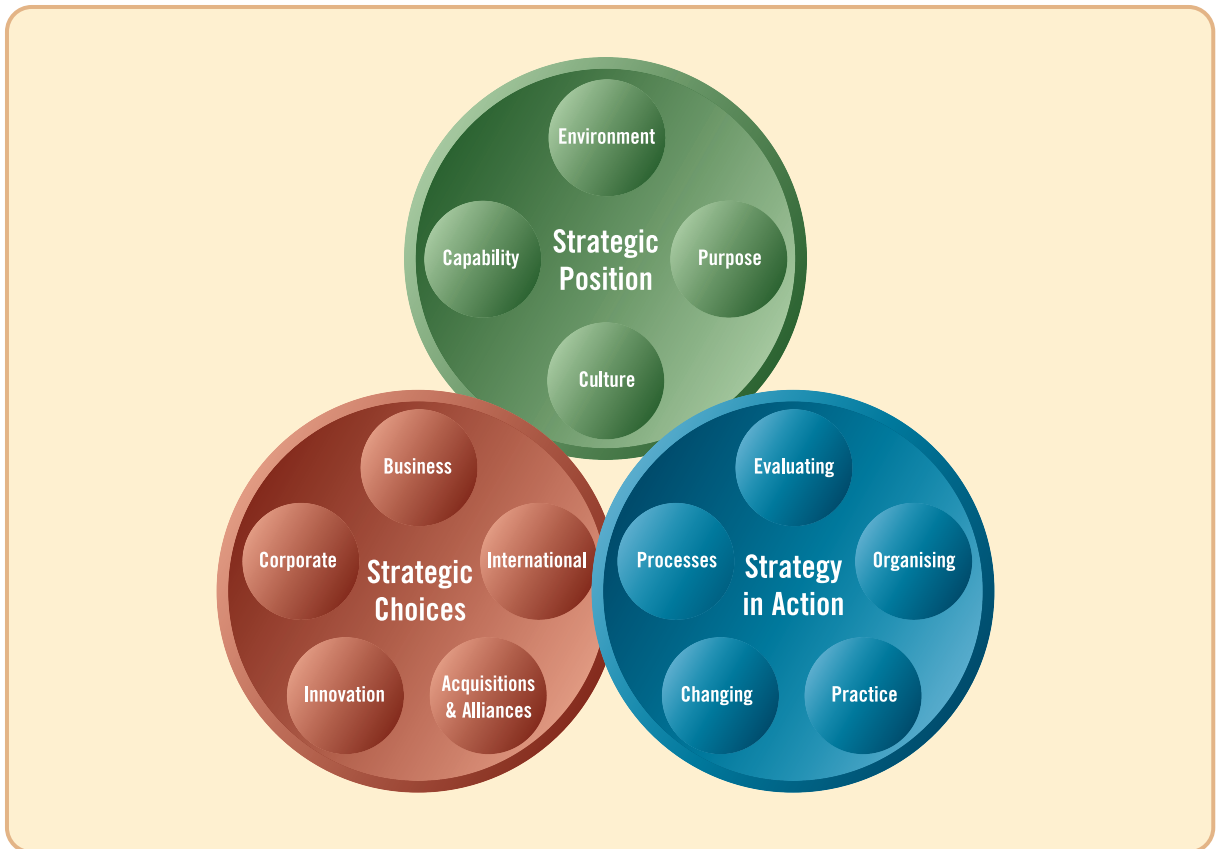 Environment
Capability
Strategic
Position
Purpose
Culture
Business
Corporate
Strategic
Choices
International
Innovation
Acquisitions
& Alliances
Evaluating
Processes
Strategy
in Action
Organising
Changing
Practice